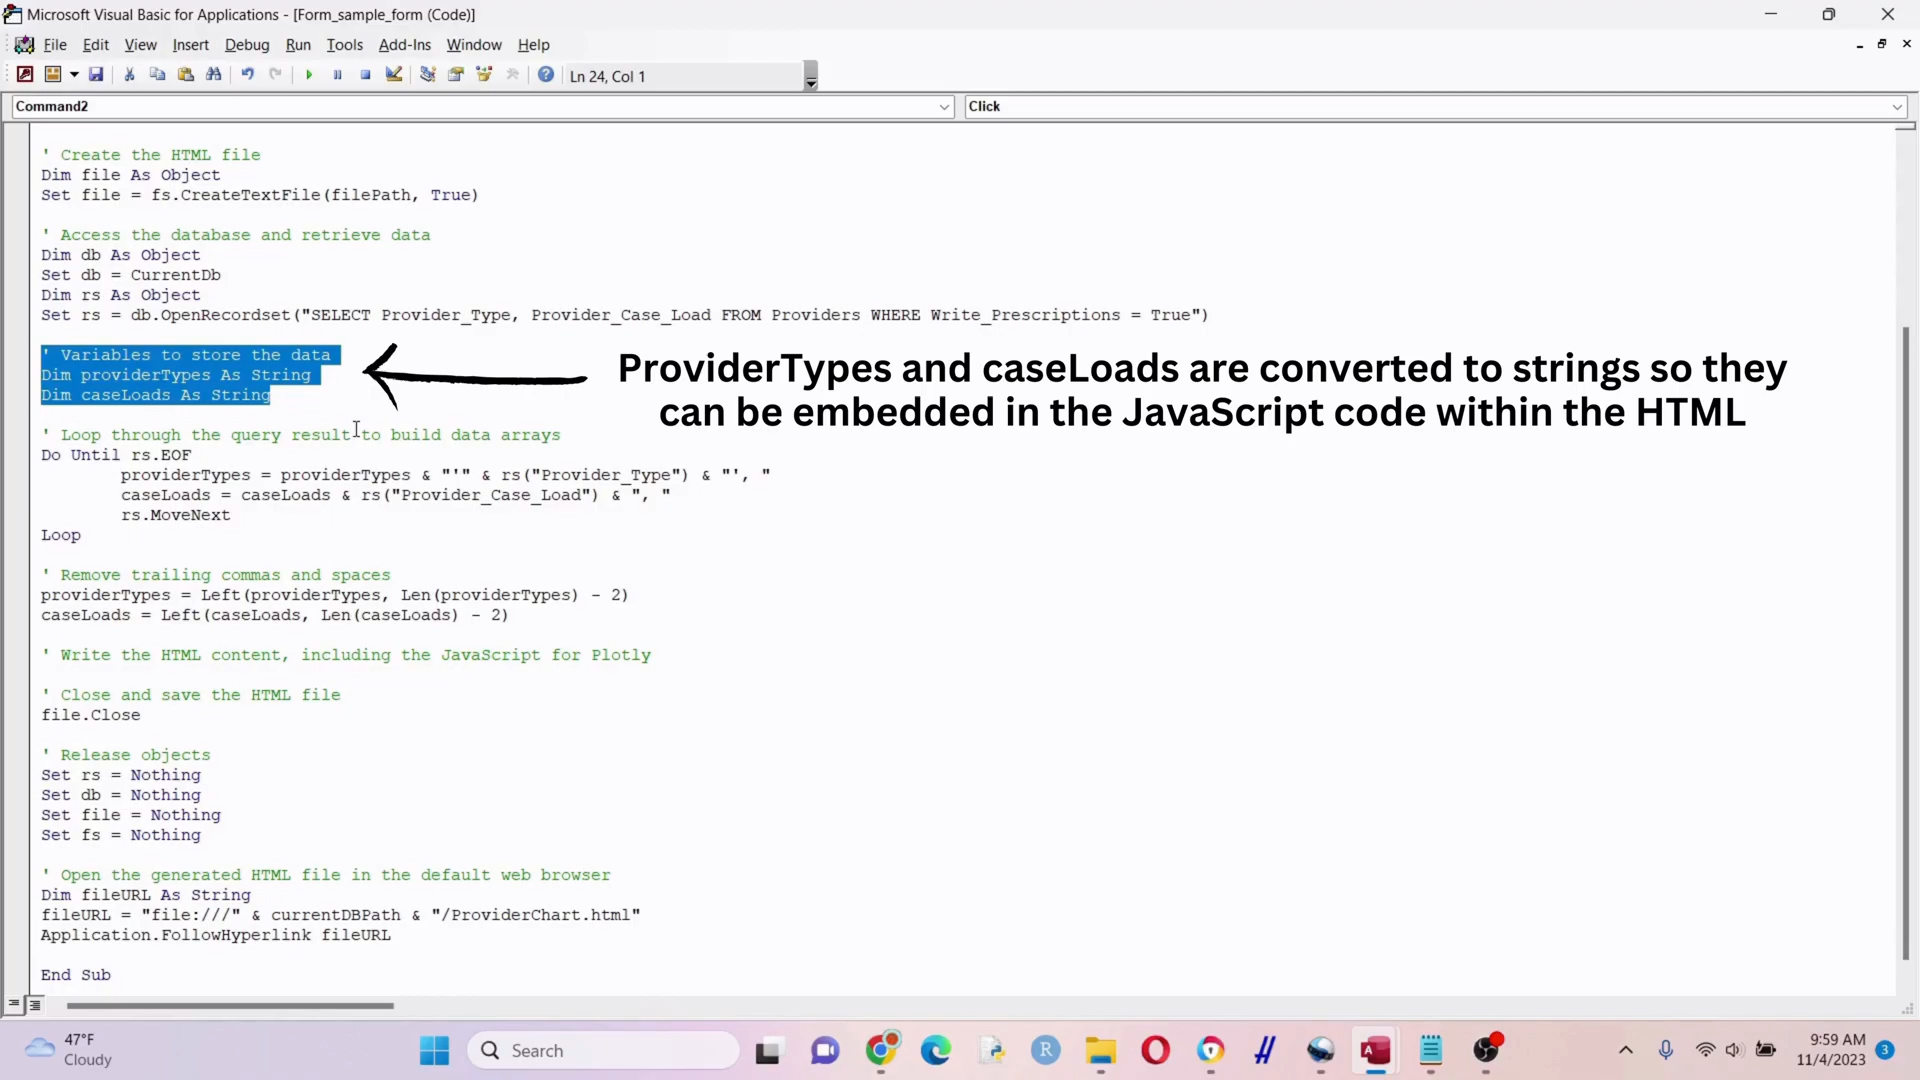 Microsoft Visual Basic for Applications - [Form_sample_form (Code)]
File Edit View Insert Debug Run Tools Add-Ins Window Help
Ln 24, Col 1
Command2
Click
' Create the HTML file
Dim file As Object
Set file = fs.CreateTextFile(filePath, True)
' Access the database and retrieve data
Dim db As Object
Set db = CurrentDb
Dim rs As Object
Set rs = db.OpenRecordset("SELECT Provider_Type, Provider_Case_Load FROM Providers WHERE Write_Prescriptions = True")
' Variables to store the data
Dim providerTypes As String
Dim caseLoads As String
ProviderTypes and caseLoads are converted to strings so they
can be embedded in the JavaScript code within the HTML
' Loop through the query result to build data arrays
Do Until rs.EOF
providerTypes = providerTypes & "'" & rs("Provider_Type") & "', "
caseLoads = caseLoads & rs("Provider_Case_Load") & ", "
rs.MoveNext
Loop
' Remove trailing commas and spaces
providerTypes = Left(providerTypes, Len(providerTypes) - 2)
caseLoads = Left(caseLoads, Len(caseLoads) - 2)
' Write the HTML content, including the JavaScript for Plotly
' Close and save the HTML file
file.Close
' Release objects
Set rs = Nothing
Set db = Nothing
Set file = Nothing
Set fs = Nothing
' Open the generated HTML file in the default web browser
Dim fileURL As String
fileURL = "file:///" & currentDBPath & "/ProviderChart.html"
Application.FollowHyperlink fileURL
End Sub
47°F
Cloudy
Search
9:59 AM
11/4/2023
3